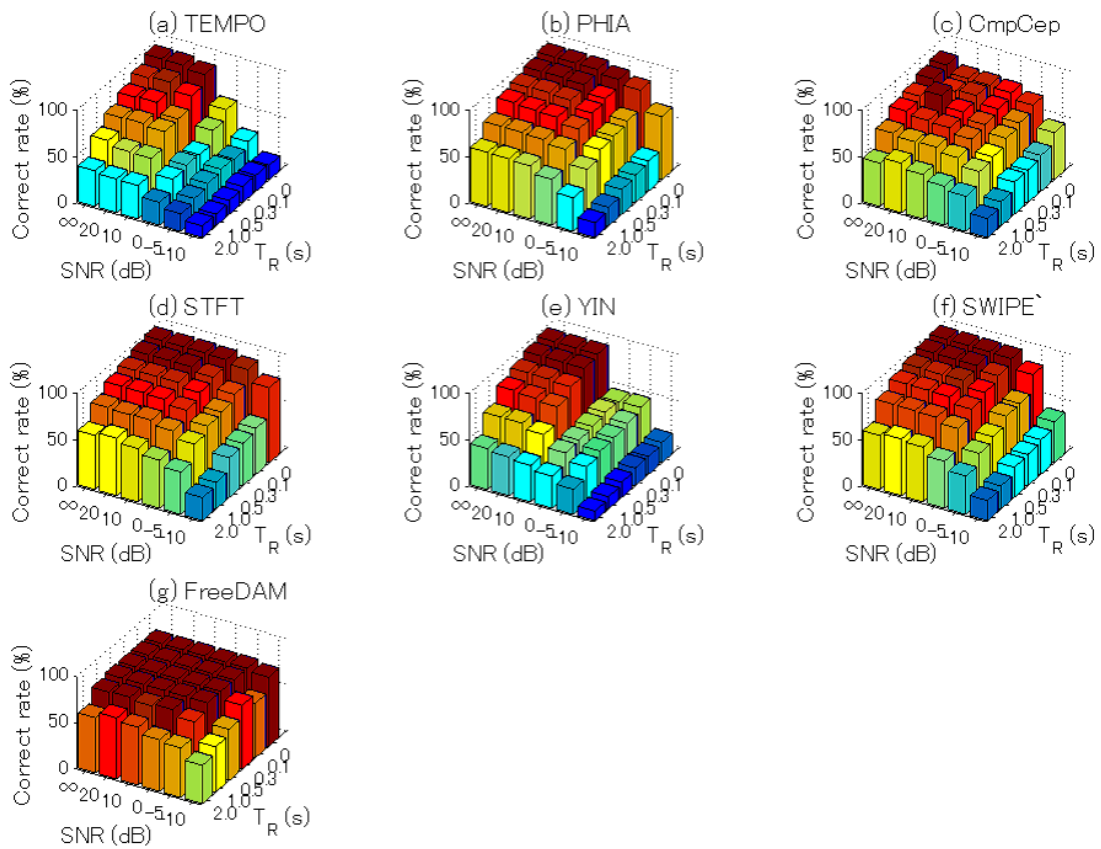 (a) TEMPO
(b) PHIA
(c) CmpCep
Correct rate (%)
100
50
0
∞ 20 10 0 -5 -10
SNR (dB)
2.0 1.0 0.5 0.3 0.1 0
T_R (s)
Correct rate (%)
100
50
0
∞ 20 10 0 -5 -10
SNR (dB)
2.0 1.0 0.5 0.3 0.1 0
T_R (s)
Correct rate (%)
100
50
0
∞ 20 10 0 -5 -10
SNR (dB)
2.0 1.0 0.5 0.3 0.1 0
T_R (s)
(d) STFT
(e) YIN
(f) SWIPE`
Correct rate (%)
100
50
0
∞ 20 10 0 -5 -10
SNR (dB)
2.0 1.0 0.5 0.3 0.1 0
T_R (s)
Correct rate (%)
100
50
0
∞ 20 10 0 -5 -10
SNR (dB)
2.0 1.0 0.5 0.3 0.1 0
T_R (s)
Correct rate (%)
100
50
0
∞ 20 10 0 -5 -10
SNR (dB)
2.0 1.0 0.5 0.3 0.1 0
T_R (s)
(g) FreeDAM
Correct rate (%)
100
50
0
∞ 20 10 0 -5 -10
SNR (dB)
2.0 1.0 0.5 0.3 0.1 0
T_R (s)